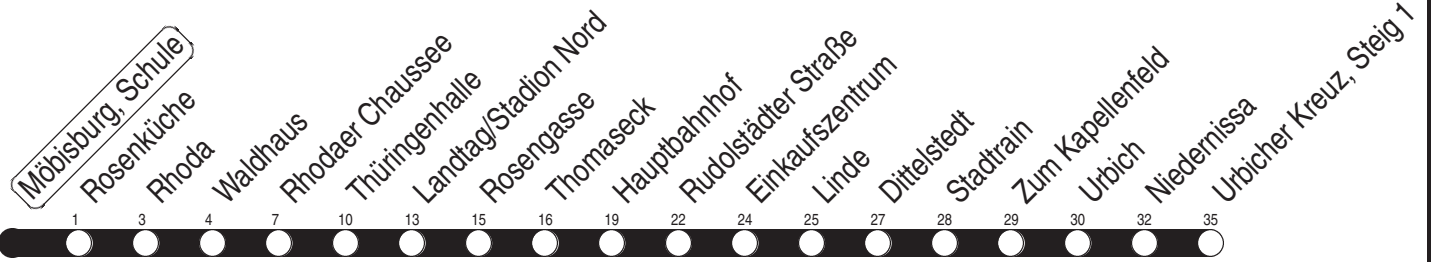 Möbisburg, Schule
Rosenküche
Rhoda
Waldhaus
Rhodaer Chaussee
Thüringenhalle
Landtag/Stadion Nord
Rosengasse
Thomaseck
Hauptbahnhof
Rudolstädter Straße
Einkaufszentrum
Linde
Dittelstedt
Stadtrain
Zum Kapellenfeld
Urbich
Niedernissa
Urbicher Kreuz, Steig 1
1 3 4 7 10 13 15 16 19 22 24 25 27 28 29 30 32 35